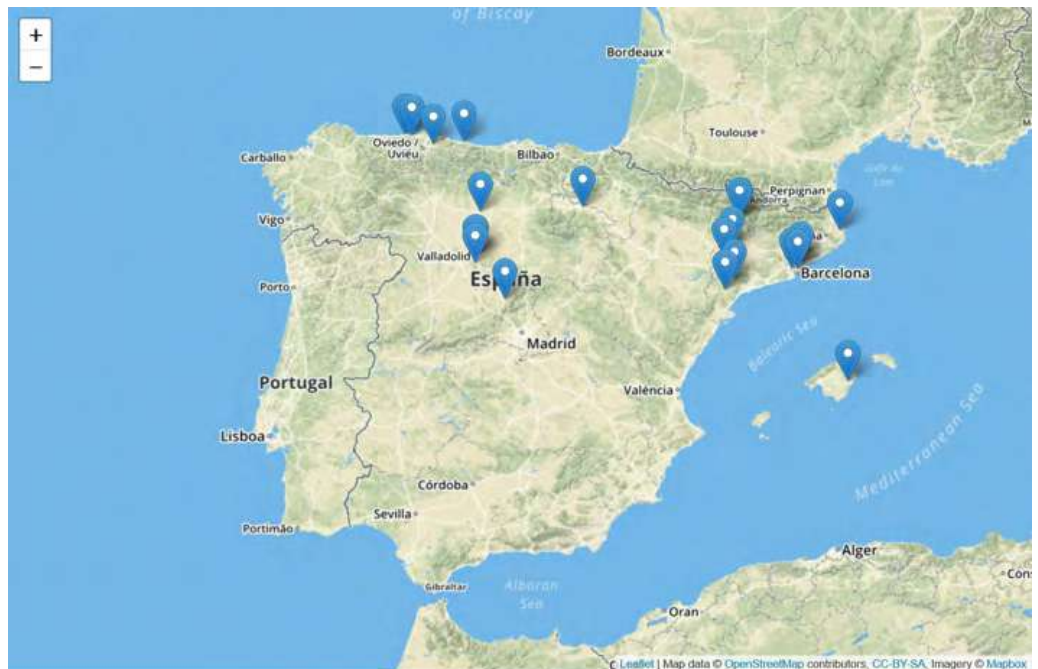 +
−
of Biscay
Bordeaux
Toulouse
Oviedo /
Uviéu
Carballo
Bilbao
Perpignan
Andorra
Vigo
Valladolid
España
Barcelona
Porto
Madrid
Balearic Sea
Portugal
València
Lisboa
Mediterranean Sea
Córdoba
Sevilla
Portimão
Alger
Gibraltar
Alboran
Sea
Oran
Leaflet | Map data © OpenStreetMap contributors, CC-BY-SA, Imagery © Mapbox